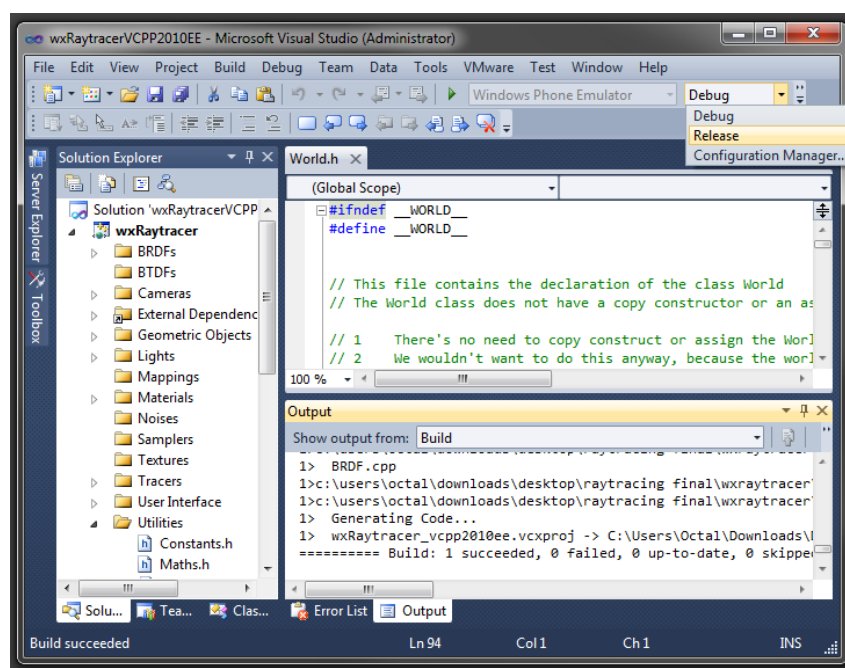 wxRaytracerVCPP2010EE - Microsoft Visual Studio (Administrator)
File Edit View Project Build Debug Team Data Tools VMware Test Window Help
Windows Phone Emulator Debug
Debug
Release
Configuration Manager...
Server Explorer
Toolbox
Solution Explorer
Solution 'wxRaytracerVCPP
wxRaytracer
BRDFs
BTDFs
Cameras
External Dependenc
Geometric Objects
Lights
Mappings
Materials
Noises
Samplers
Textures
Tracers
User Interface
Utilities
Constants.h
Maths.h
Solu... Tea... Clas...
World.h
(Global Scope)
#ifndef __WORLD__
#define __WORLD__
// This file contains the declaration of the class World
// The World class does not have a copy constructor or an as
// 1 There's no need to copy construct or assign the Worl
// 2 We wouldn't want to do this anyway, because the worl
100 %
Output
Show output from: Build
1> BRDF.cpp
1>c:\users\octal\downloads\desktop\raytracing final\wxraytracer
1>c:\users\octal\downloads\desktop\raytracing final\wxraytracer
1> Generating Code...
1> wxRaytracer_vcpp2010ee.vcxproj -> C:\Users\Octal\Downloads\
========== Build: 1 succeeded, 0 failed, 0 up-to-date, 0 skippe
Error List Output
Build succeeded Ln 94 Col 1 Ch 1 INS